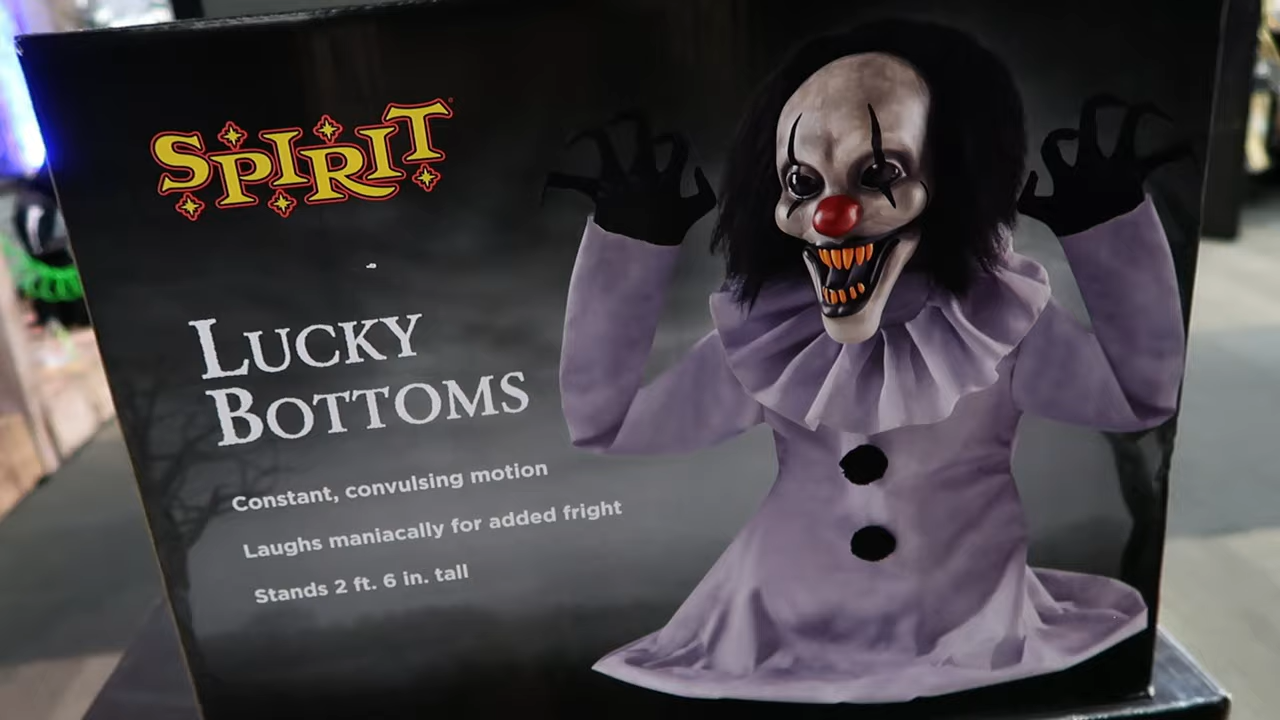 SPIRIT
LUCKY
BOTTOMS
Constant, convulsing motion
Laughs maniacally for added fright
Stands 2 ft. 6 in. tall